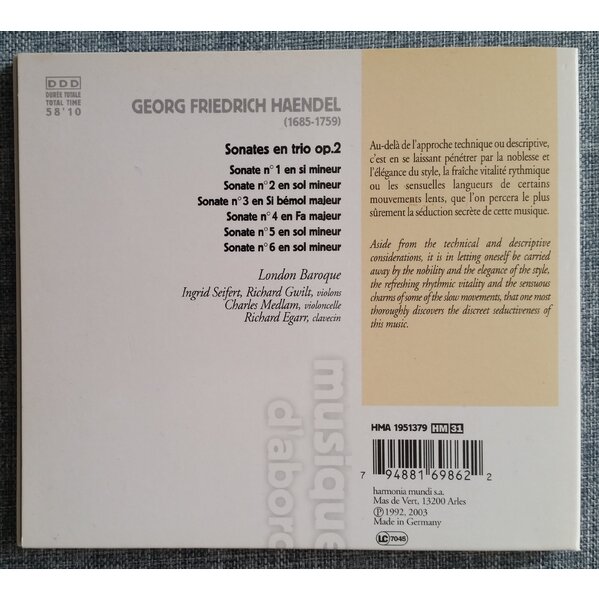 DDD
DURÉE TOTALE
TOTAL TIME
58'10
GEORG FRIEDRICH HAENDEL
(1685-1759)
Sonates en trio op.2
Sonate n°1 en si mineur
Sonate n°2 en sol mineur
Sonate n°3 en Si bémol majeur
Sonate n°4 en Fa majeur
Sonate n°5 en sol mineur
Sonate n°6 en sol mineur
London Baroque
Ingrid Seifert, Richard Gwilt, violons
Charles Medlam, violoncelle
Richard Egarr, clavecin
musique
d'abord
Au-delà de l'approche technique ou descriptive,
c'est en se laissant pénétrer par la noblesse et
l'élégance du style, la fraîche vitalité rythmique
ou les sensuelles langueurs de certains
mouvements lents, que l'on percera le plus
sûrement la séduction secrète de cette musique.
Aside from the technical and descriptive
considerations, it is in letting oneself be carried
away by the nobility and the elegance of the style,
the refreshing rhythmic vitality and the sensuous
charms of some of the slow movements, that one most
thoroughly discovers the discreet seductiveness of
this music.
HMA 1951379 HM 31
7 94881 69862 2
harmonia mundi s.a.
Mas de Vert, 13200 Arles
Ⓟ1992, 2003
Made in Germany
LC 7045